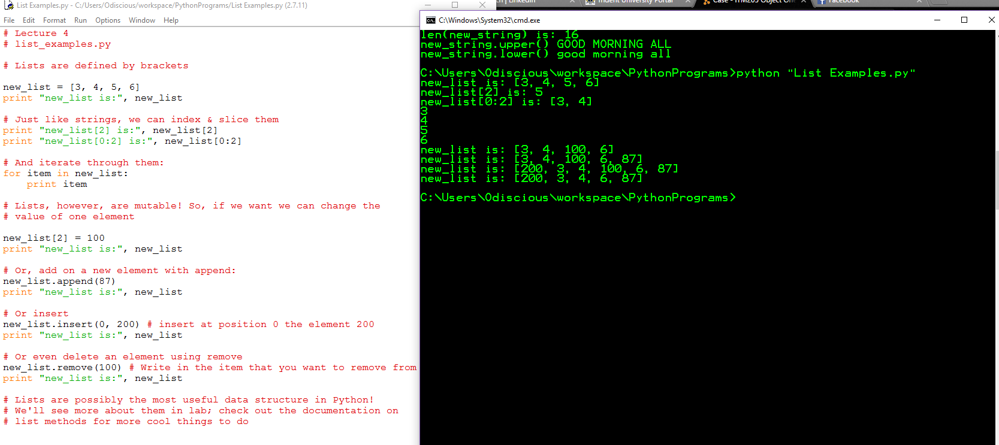 List Examples.py - C:/Users/Odiscious/workspace/PythonPrograms/List Examples.py (2.7.11)
File Edit Format Run Options Window Help
# Lecture 4
# list_examples.py
# Lists are defined by brackets
new_list = [3, 4, 5, 6]
print "new_list is:", new_list
# Just like strings, we can index & slice them
print "new_list[2] is:", new_list[2]
print "new_list[0:2] is:", new_list[0:2]
# And iterate through them:
for item in new_list:
    print item
# Lists, however, are mutable! So, if we want we can change the
# value of one element
new_list[2] = 100
print "new_list is:", new_list
# Or, add on a new element with append:
new_list.append(87)
print "new_list is:", new_list
# Or insert
new_list.insert(0, 200) # insert at position 0 the element 200
print "new_list is:", new_list
# Or even delete an element using remove
new_list.remove(100) # Write in the item that you want to remove from
print "new_list is:", new_list
# Lists are possibly the most useful data structure in Python!
# We'll see more about them in lab; check out the documentation on
# list methods for more cool things to do
LinkedIn
Trident University Portal
Case - ITM205 Object One
Facebook
C:\Windows\System32\cmd.exe
len(new_string) is: 16
new_string.upper() GOOD MORNING ALL
new_string.lower() good morning all
C:\Users\Odiscious\workspace\PythonPrograms>python "List Examples.py"
new_list is: [3, 4, 5, 6]
new_list[2] is: 5
new_list[0:2] is: [3, 4]
3
4
5
6
new_list is: [3, 4, 100, 6]
new_list is: [3, 4, 100, 6, 87]
new_list is: [200, 3, 4, 100, 6, 87]
new_list is: [200, 3, 4, 6, 87]
C:\Users\Odiscious\workspace\PythonPrograms>